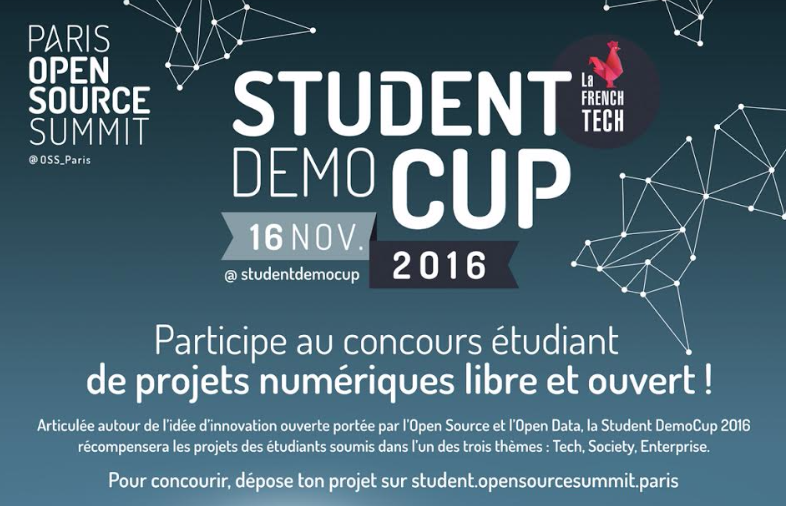 PARIS
OPEN
SOURCE
SUMMIT
@OSS_Paris
STUDENT
DEMO CUP
La
FRENCH
TECH
16 NOV.
2016
@ studentdemocup
Participe au concours étudiant
de projets numériques libre et ouvert !
Articulée autour de l'idée d'innovation ouverte portée par l'Open Source et l'Open Data, la Student DemoCup 2016
récompensera les projets des étudiants soumis dans l'un des trois thèmes : Tech, Society, Enterprise.
Pour concourir, dépose ton projet sur student.opensourcesummit.paris